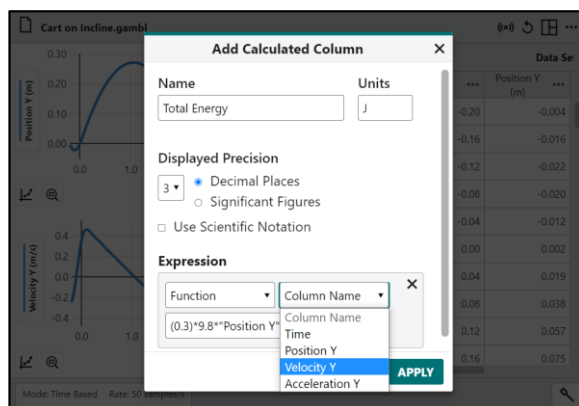 Cart on Incline.gambl
Data Se
Add Calculated Column
Name
Units
Total Energy
J
Displayed Precision
3
Decimal Places
Significant Figures
Use Scientific Notation
Expression
Function
Column Name
(0.3)*9.8*"Position Y"
Column Name
Time
Position Y
Velocity Y
Acceleration Y
APPLY
Position Y (m)
0.30
0.20
0.10
0.00
0.0
1.0
Velocity Y (m/s)
0.4
0.2
0.0
-0.2
-0.4
0.0
1.0
Position Y
(m)
-0.20 -0.004
-0.16 -0.016
-0.12 -0.022
-0.08 -0.020
-0.04 -0.012
0.00 0.002
0.04 0.019
0.08 0.038
0.12 0.057
0.16 0.075
Mode: Time Based Rate: 50 samples/s